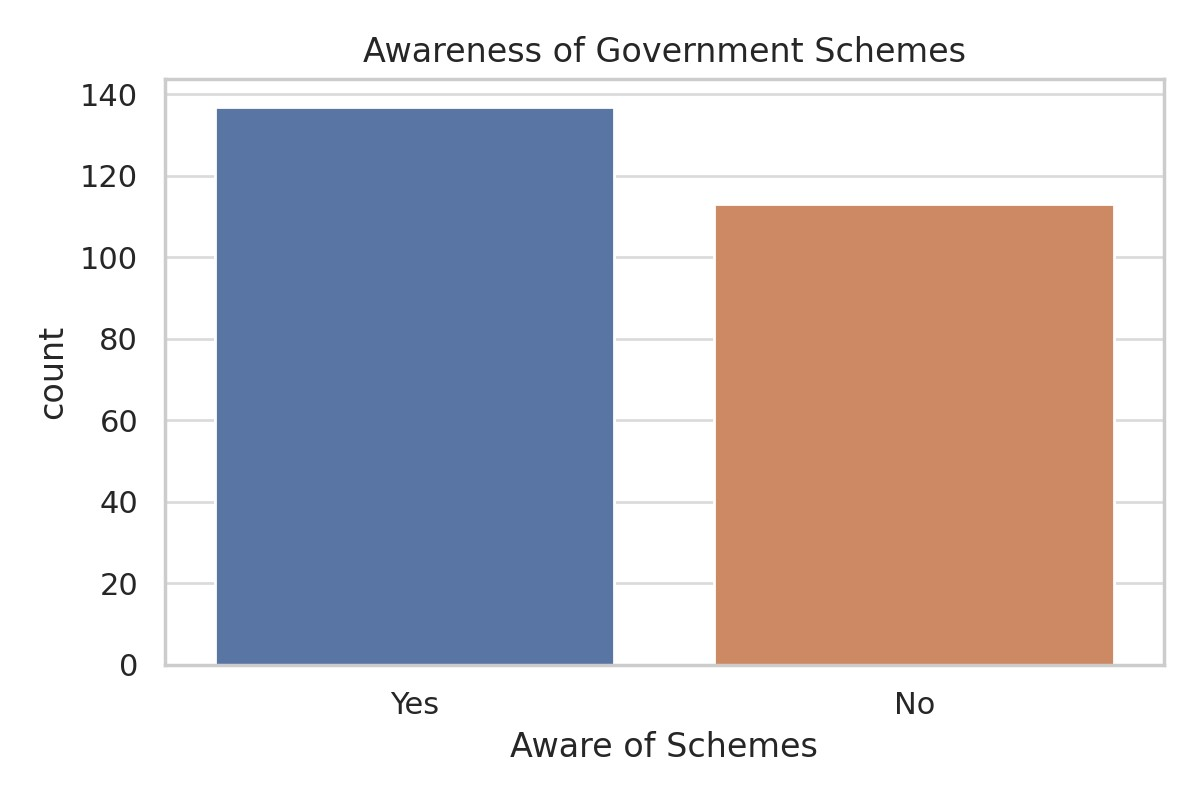 Awareness of Government Schemes
140
120
100
80
60
40
20
0
count
Yes No
Aware of Schemes